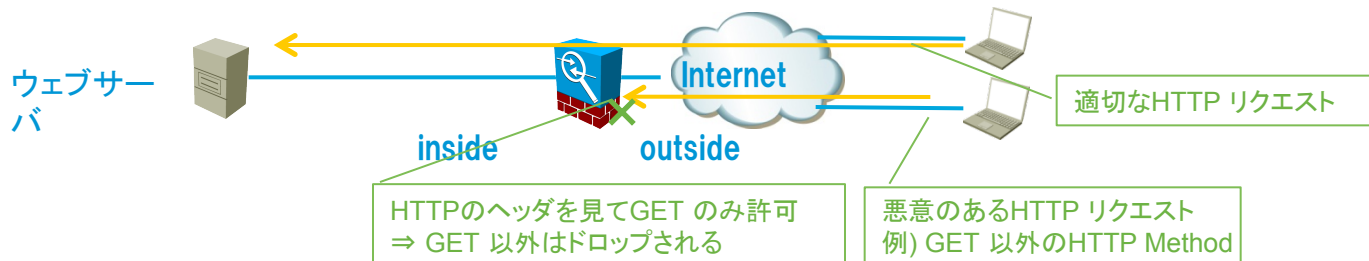 ウェブサー
バ
Internet
適切なHTTP リクエスト
inside
outside
HTTPのヘッダを見てGET のみ許可
⇒ GET 以外はドロップされる
悪意のあるHTTP リクエスト
例) GET 以外のHTTP Method